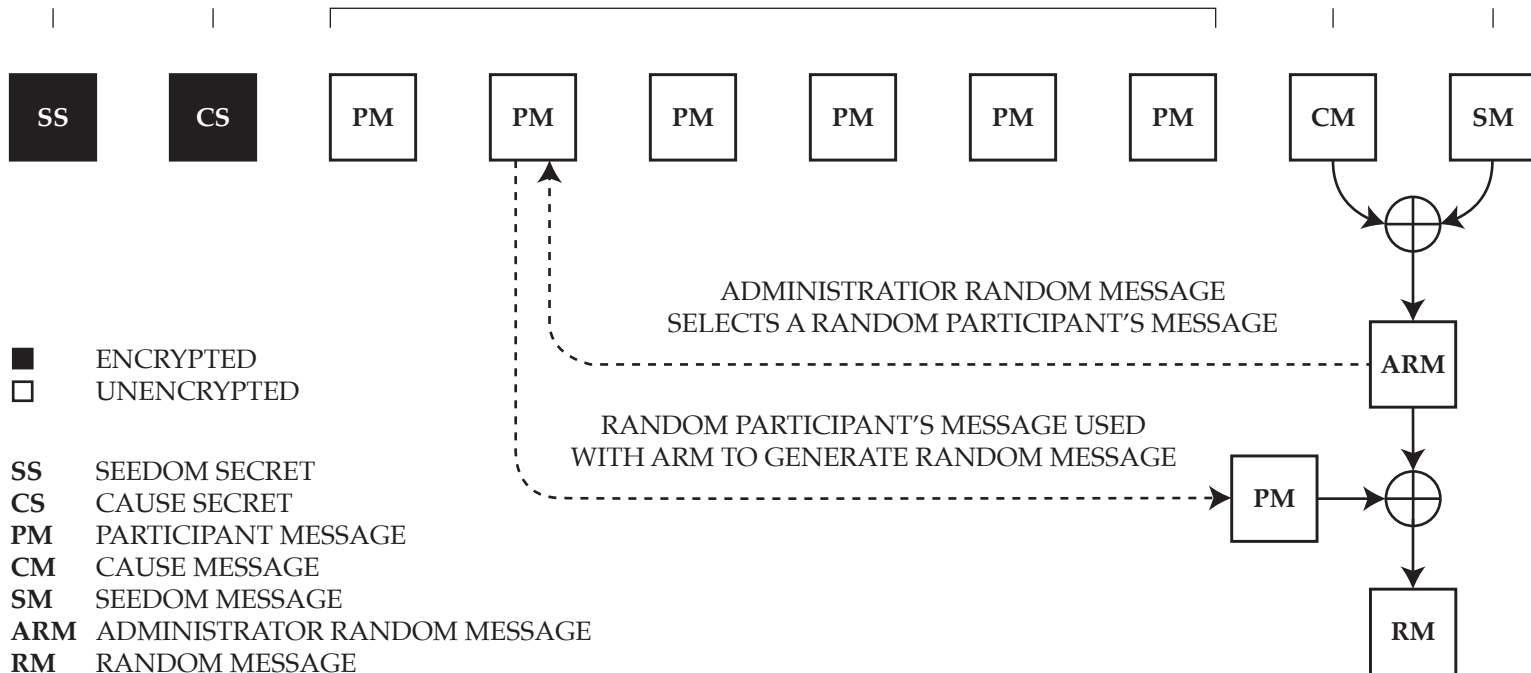 SS CS PM PM PM PM PM PM CM SM
ADMINISTRATIOR RANDOM MESSAGE
SELECTS A RANDOM PARTICIPANT'S MESSAGE
ARM
■ ENCRYPTED
□ UNENCRYPTED
RANDOM PARTICIPANT'S MESSAGE USED
WITH ARM TO GENERATE RANDOM MESSAGE
PM
SS SEEDOM SECRET
CS CAUSE SECRET
PM PARTICIPANT MESSAGE
CM CAUSE MESSAGE
SM SEEDOM MESSAGE
ARM ADMINISTRATOR RANDOM MESSAGE
RM RANDOM MESSAGE
RM